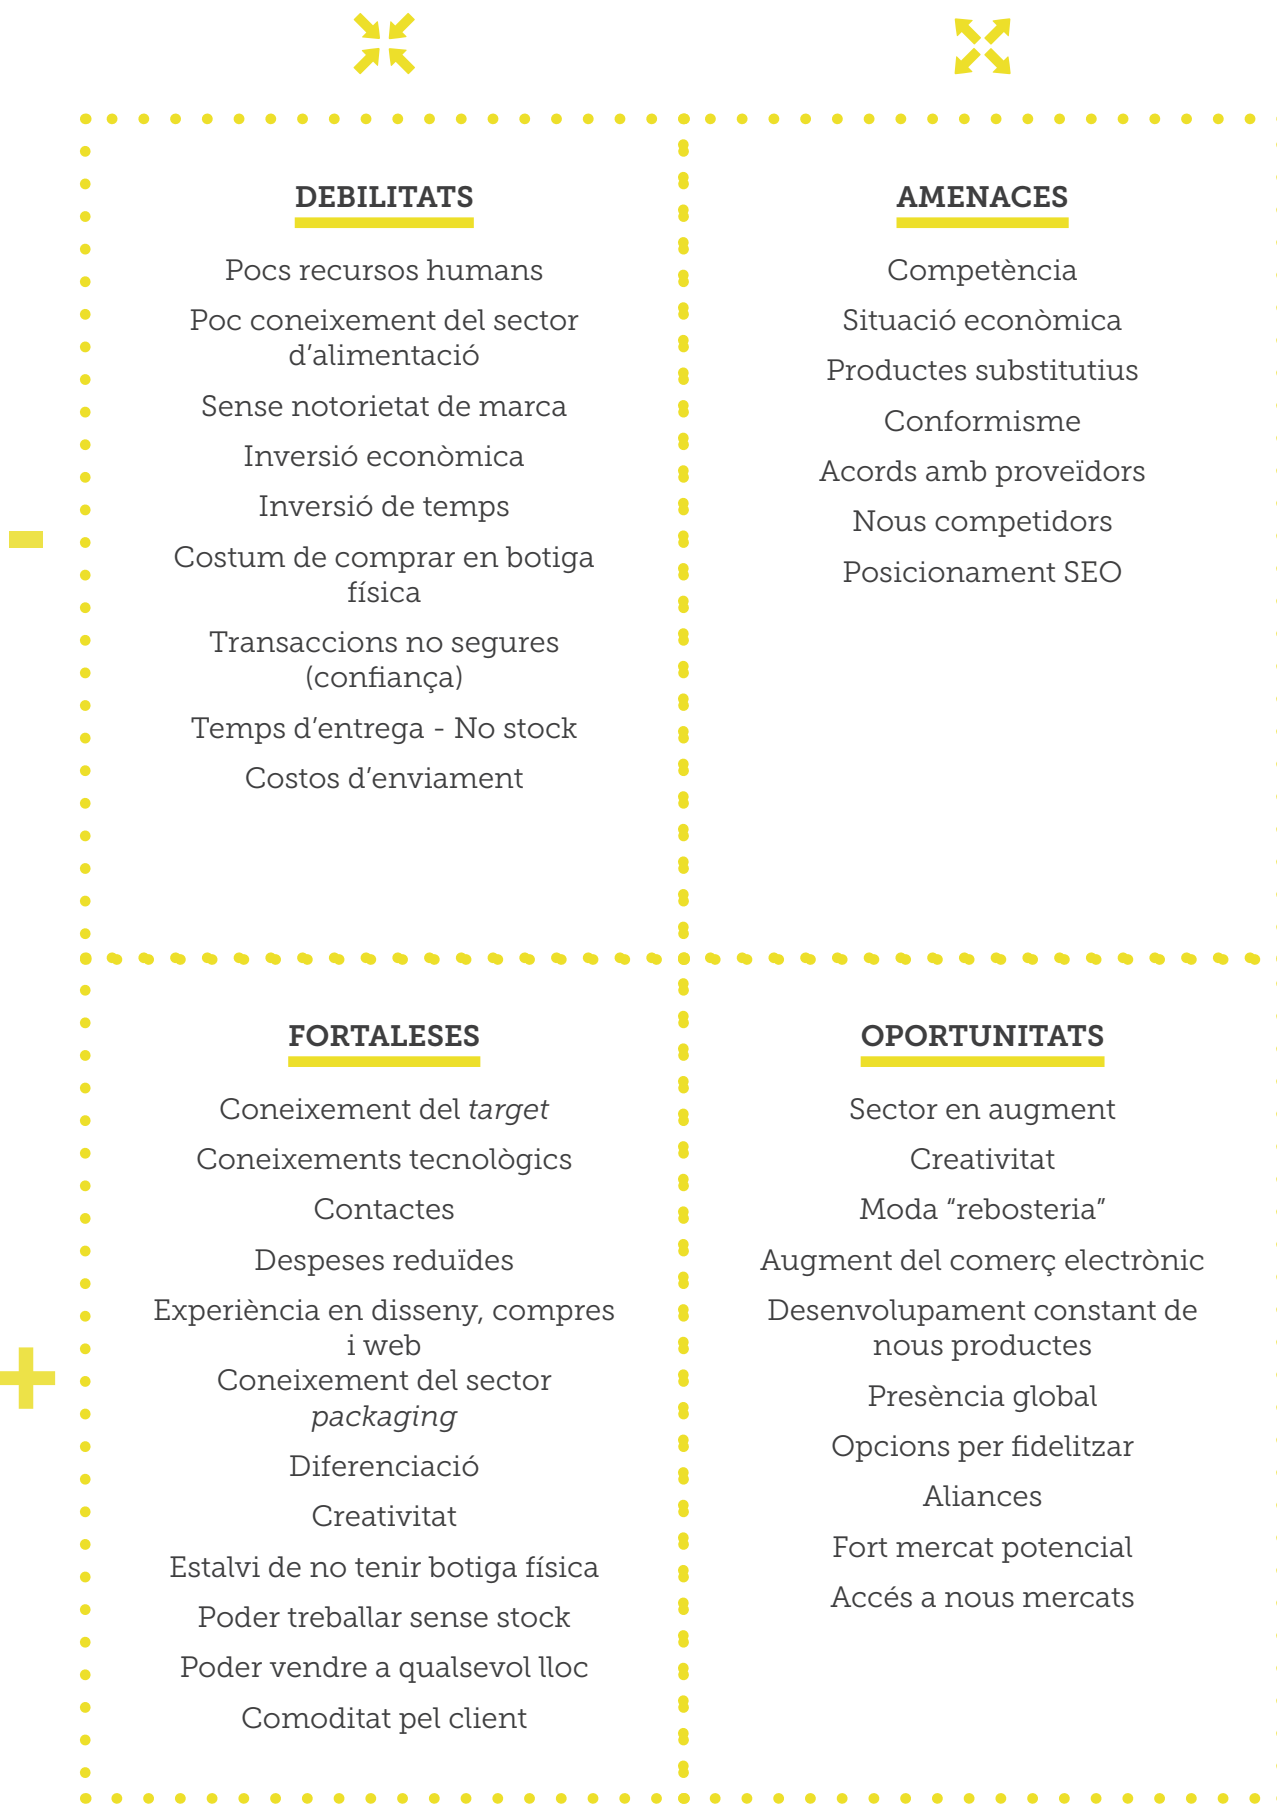 DEBILITATS
Pocs recursos humans
Poc coneixement del sector
d’alimentació
Sense notorietat de marca
Inversió econòmica
Inversió de temps
Costum de comprar en botiga
física
Transaccions no segures
(confiança)
Temps d’entrega - No stock
Costos d’enviament
AMENACES
Competència
Situació econòmica
Productes substitutius
Conformisme
Acords amb proveïdors
Nous competidors
Posicionament SEO
-
FORTALESES
Coneixement del target
Coneixements tecnològics
Contactes
Despeses reduïdes
Experiència en disseny, compres
i web
Coneixement del sector
packaging
Diferenciació
Creativitat
Estalvi de no tenir botiga física
Poder treballar sense stock
Poder vendre a qualsevol lloc
Comoditat pel client
OPORTUNITATS
Sector en augment
Creativitat
Moda “rebosteria”
Augment del comerç electrònic
Desenvolupament constant de
nous productes
Presència global
Opcions per fidelitzar
Aliances
Fort mercat potencial
Accés a nous mercats
+